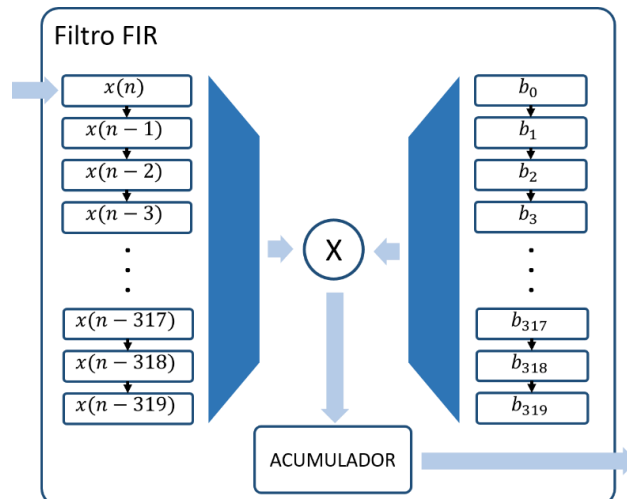 Filtro FIR
x(n)
x(n − 1)
x(n − 2)
x(n − 3)
x(n − 317)
x(n − 318)
x(n − 319)
X
b₀
b₁
b₂
b₃
b₃₁₇
b₃₁₈
b₃₁₉
ACUMULADOR